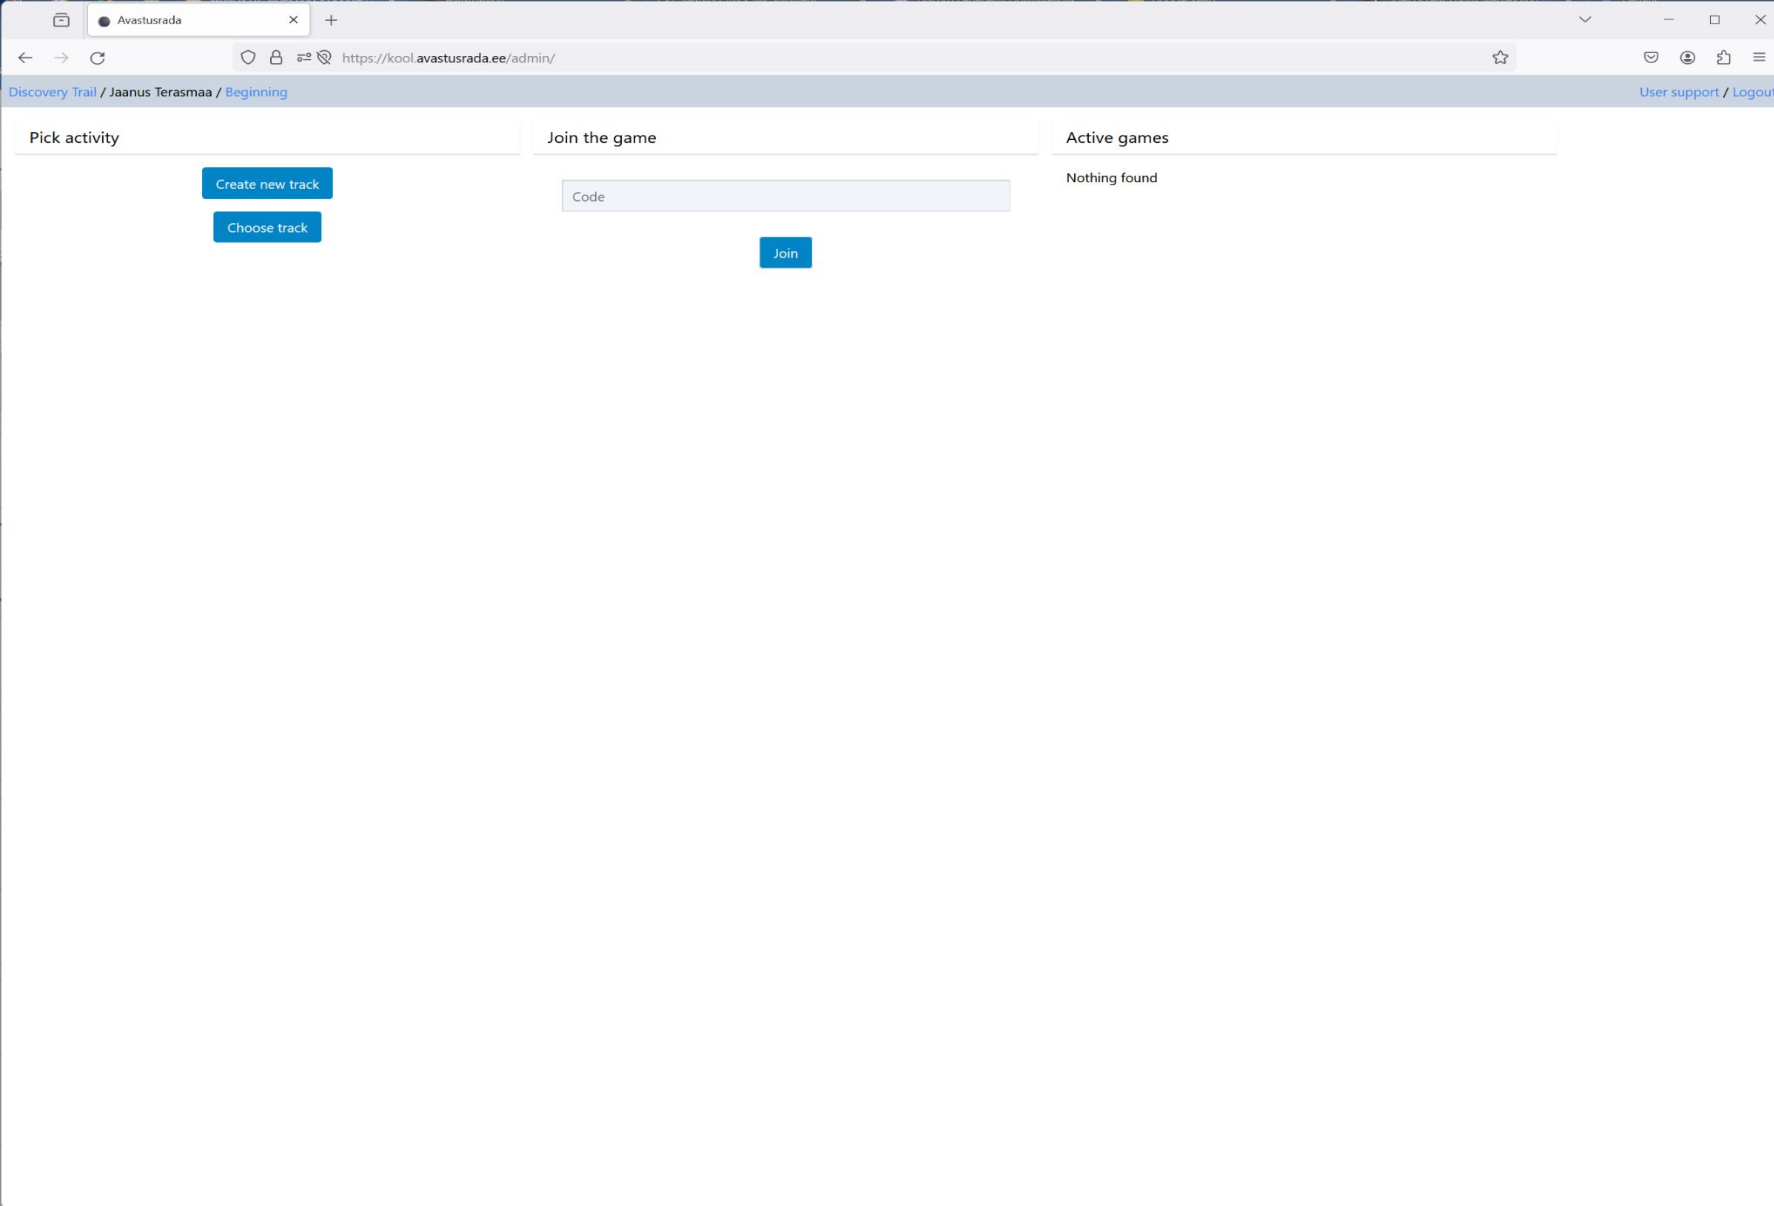 Avastusrada
https://kool.avastusrada.ee/admin/
Discovery Trail / Jaanus Terasmaa / Beginning
User support / Logout
Pick activity
Create new track
Choose track
Join the game
Code
Join
Active games
Nothing found